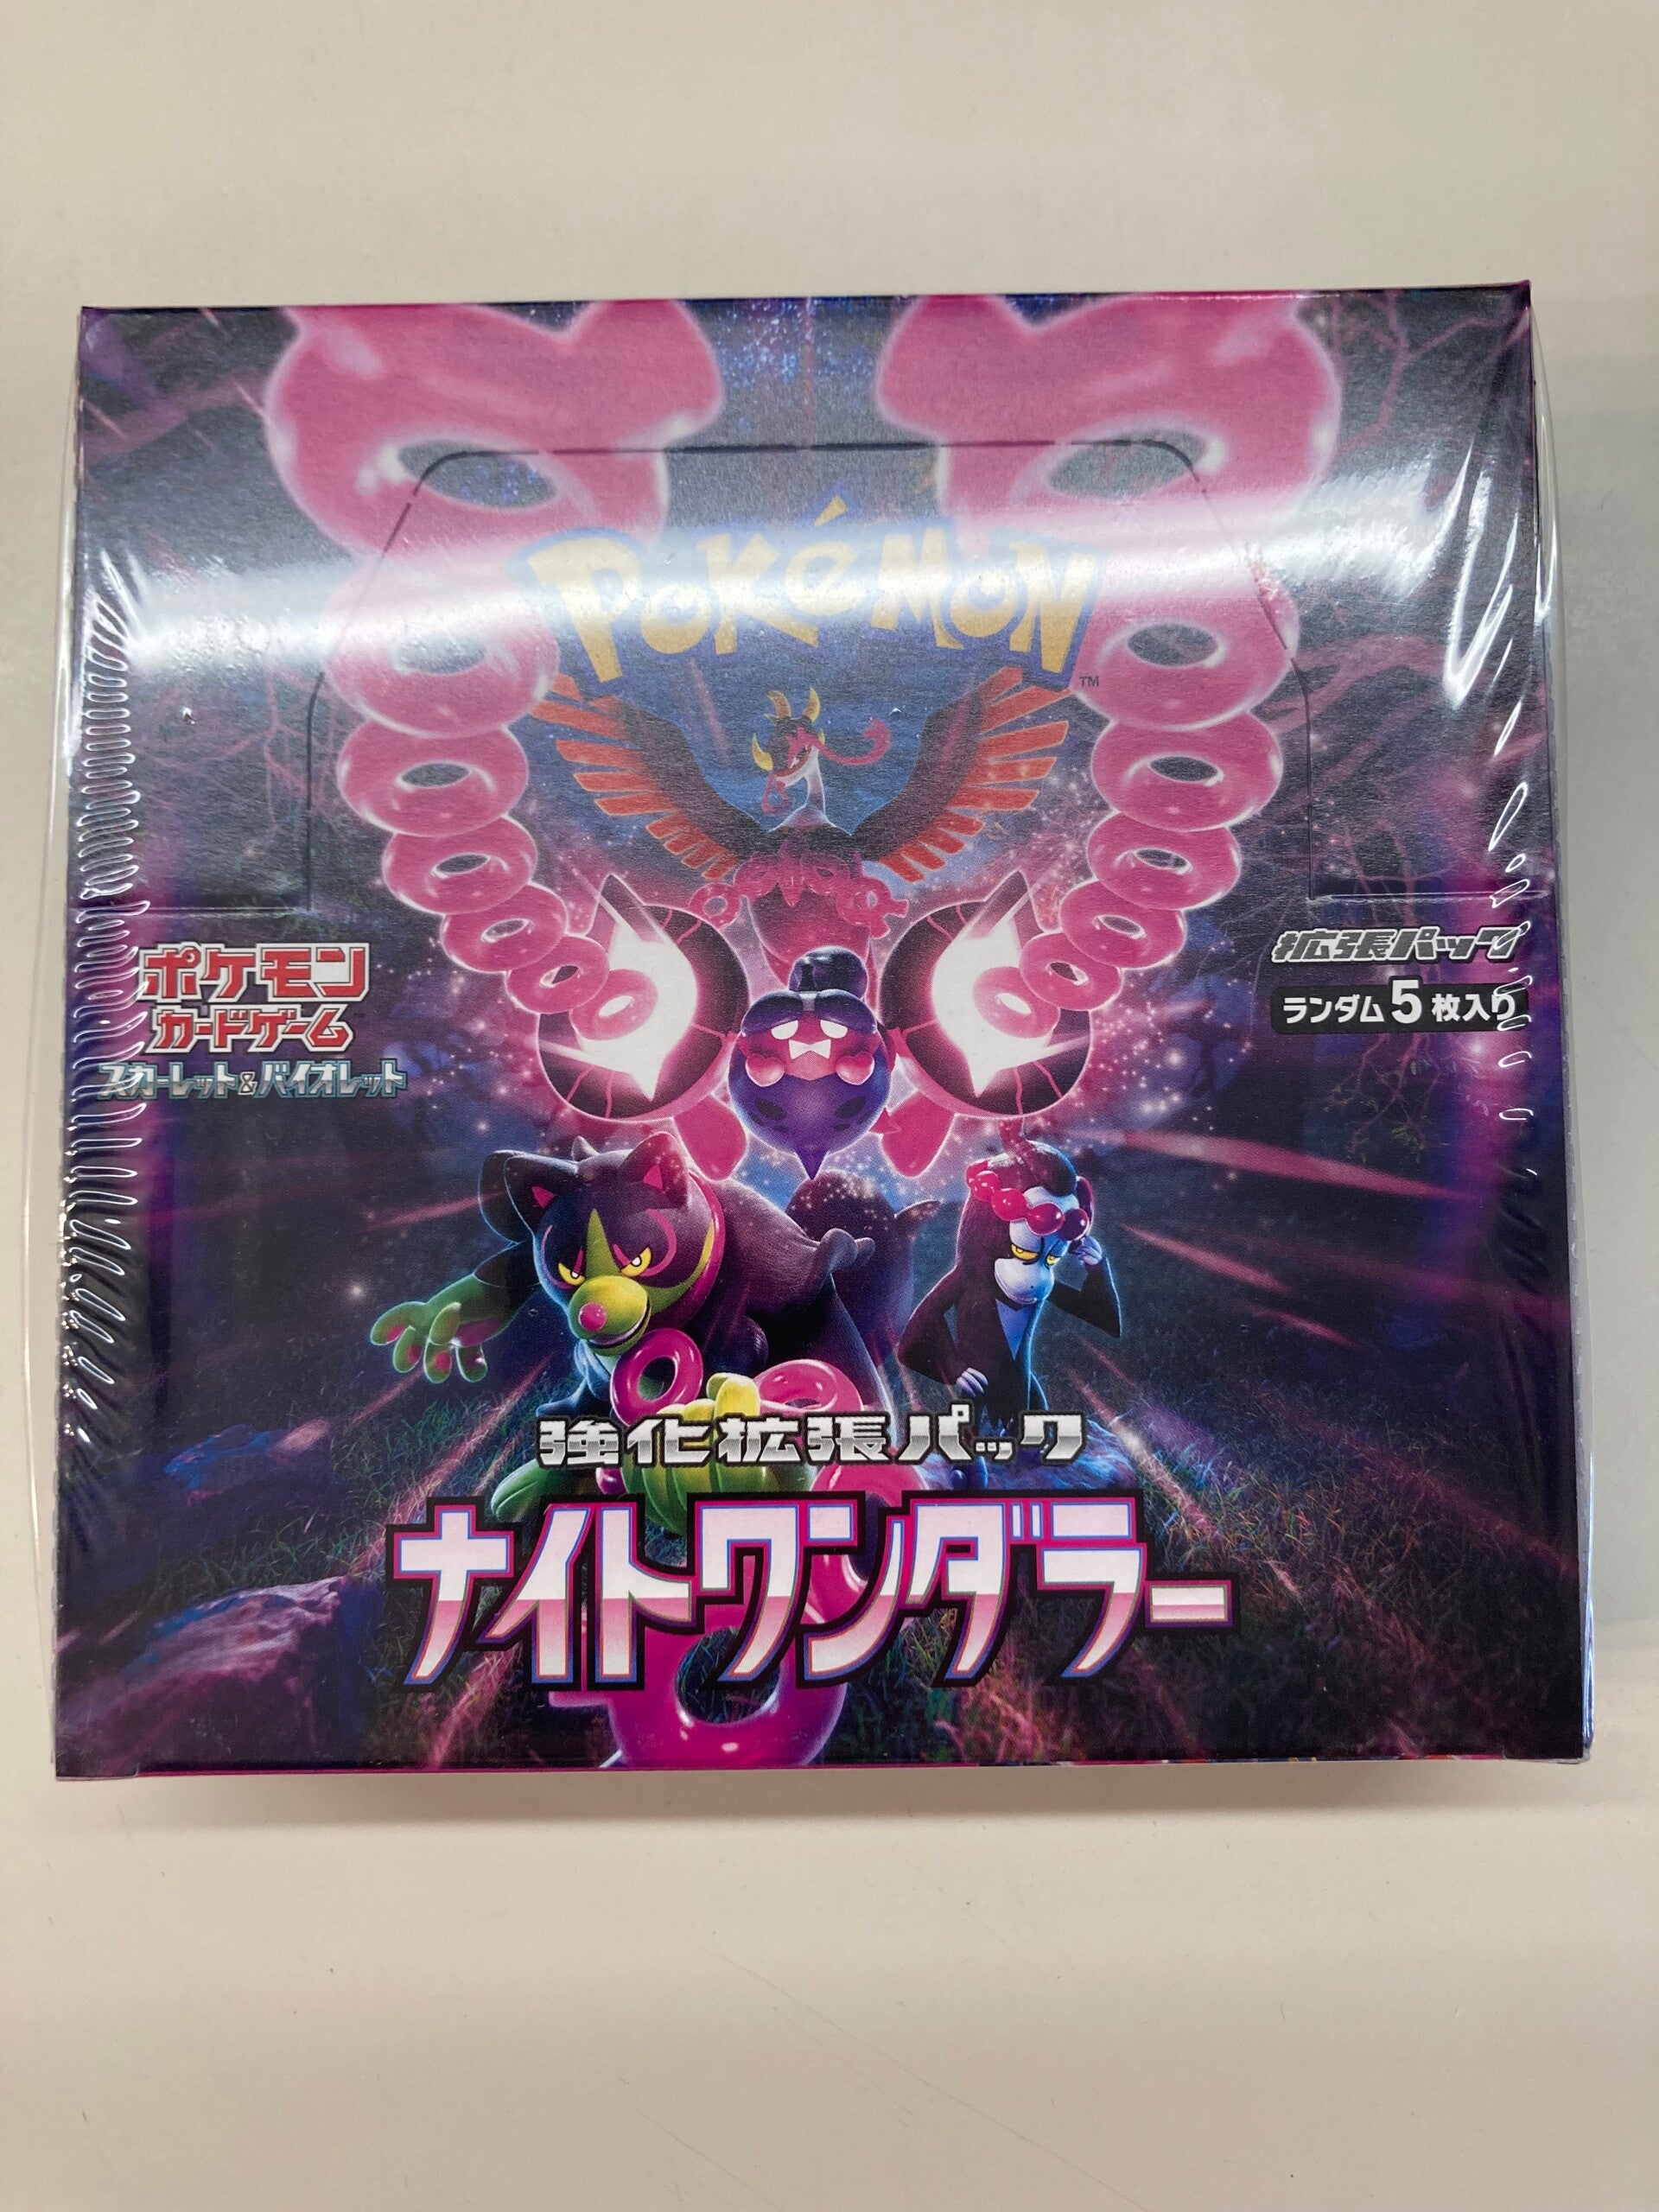 POKéMON
TM
ポケモン
カードゲーム
スカーレット&バイオレット
拡張パック
ランダム5枚入り
強化拡張パック
ナイトワンダラー